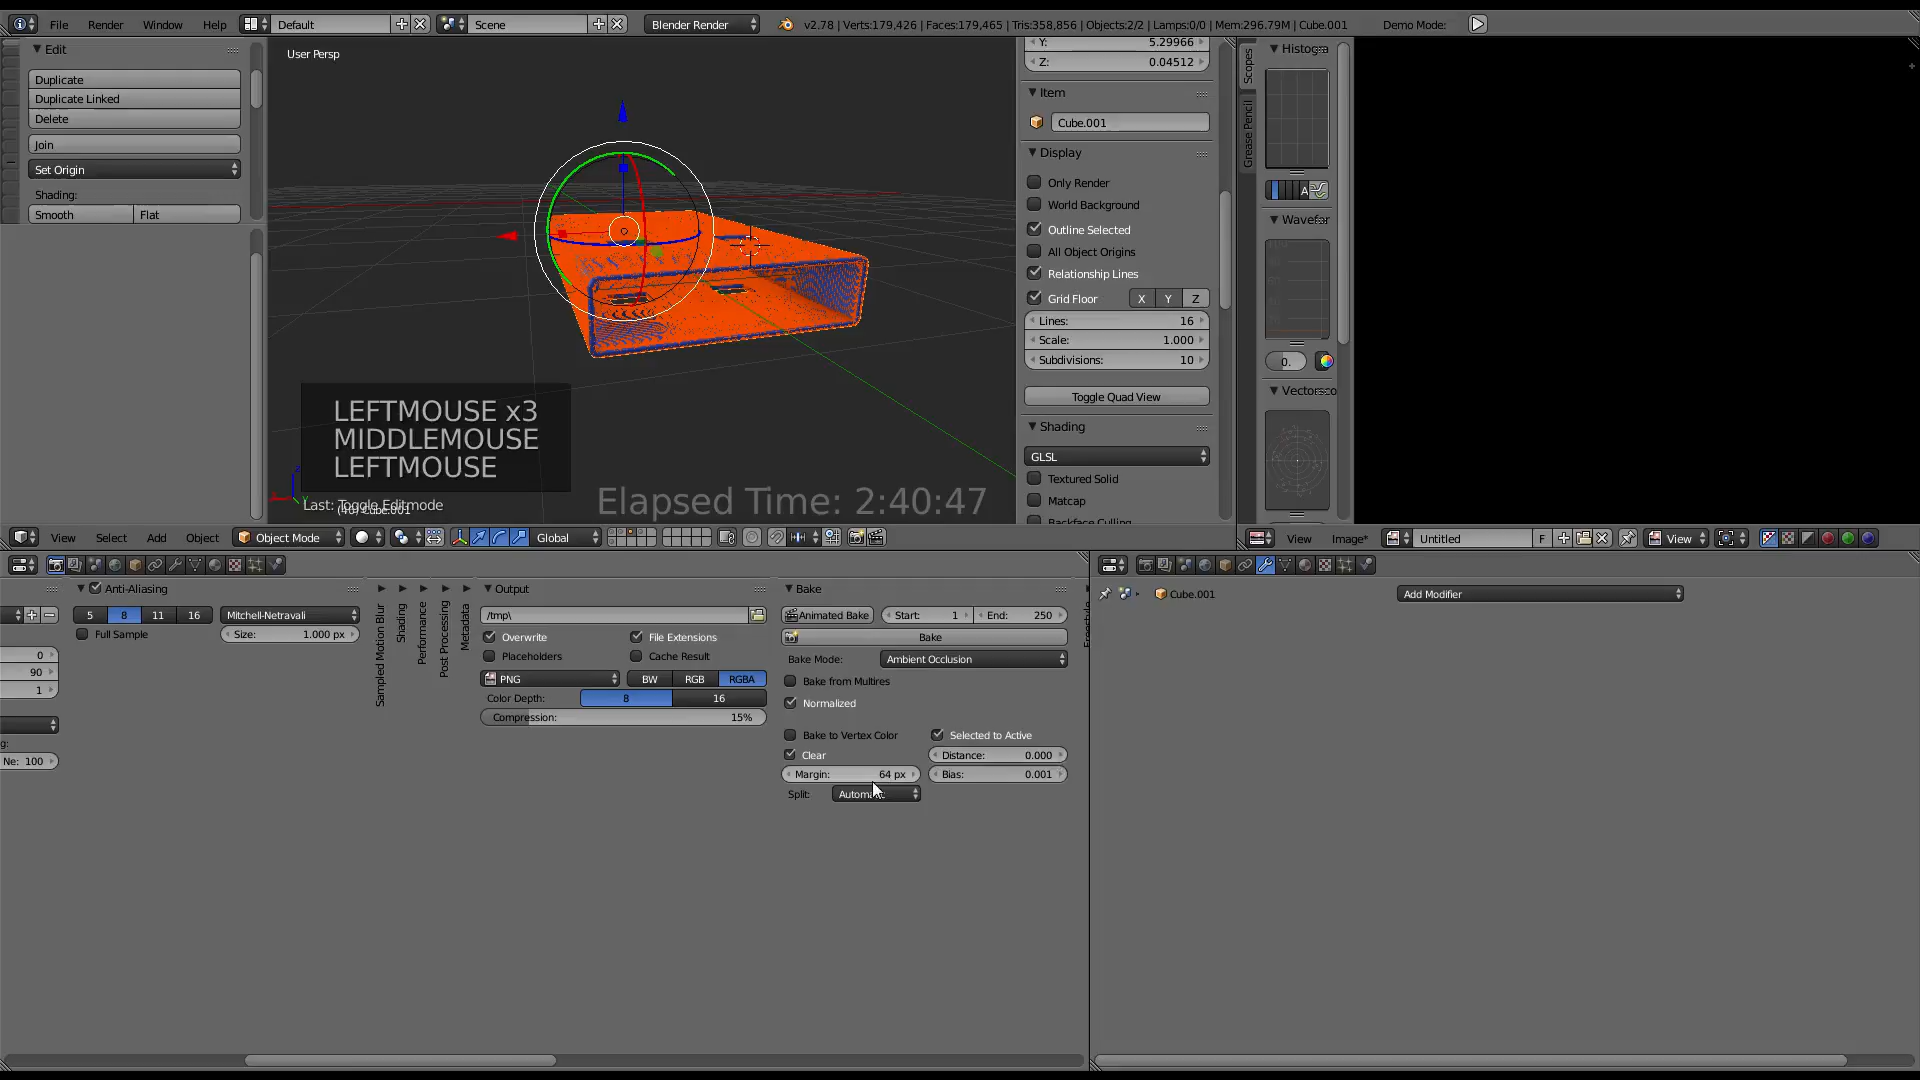 File Render Window Help Default Scene Blender Render v2.78 | Verts:179,426 | Faces:179,465 | Tris:358,856 | Objects:2/2 | Lamps:0/0 | Mem:296.79M | Cube.001 Demo Mode:
Edit
Duplicate
Duplicate Linked
Delete
Join
Set Origin
Shading:
Smooth Flat
User Persp
LEFTMOUSE x3
MIDDLEMOUSE
LEFTMOUSE
Last: Toggle Editmode
Elapsed Time: 2:40:47
Y: 5.29966
Z: 0.04512
Item
Cube.001
Display
Only Render
World Background
Outline Selected
All Object Origins
Relationship Lines
Grid Floor X Y Z
Lines: 16
Scale: 1.000
Subdivisions: 10
Toggle Quad View
Shading
GLSL
Textured Solid
Matcap
Backface Culling
Scopes
Grease Pencil
Histogra
A
Wavefor
0.
Vectorsco
View Select Add Object Object Mode Global
View Image* Untitled F View
Anti-Aliasing
5 8 11 16 Mitchell-Netravali
Full Sample Size: 1.000 px
0
90
1
g:
Ne: 100
Sampled Motion Blur
Shading
Performance
Post Processing
Metadata
Output
/tmp\
Overwrite File Extensions
Placeholders Cache Result
PNG BW RGB RGBA
Color Depth: 8 16
Compression: 15%
Bake
Animated Bake Start: 1 End: 250
Bake
Bake Mode: Ambient Occlusion
Bake from Multires
Normalized
Bake to Vertex Color Selected to Active
Clear Distance: 0.000
Margin: 64 px Bias: 0.001
Split: Automatic
Cube.001 Add Modifier